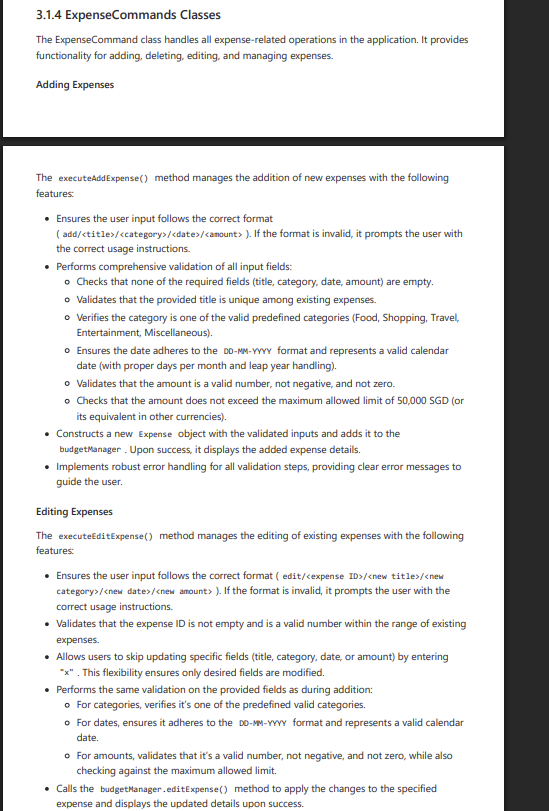 3.1.4 ExpenseCommands Classes
The ExpenseCommand class handles all expense-related operations in the application. It provides
functionality for adding, deleting, editing, and managing expenses.
Adding Expenses
The executeAddExpense() method manages the addition of new expenses with the following
features:
• Ensures the user input follows the correct format
( add/<title>/<category>/<date>/<amount> ). If the format is invalid, it prompts the user with
the correct usage instructions.
• Performs comprehensive validation of all input fields:
○ Checks that none of the required fields (title, category, date, amount) are empty.
○ Validates that the provided title is unique among existing expenses.
○ Verifies the category is one of the valid predefined categories (Food, Shopping, Travel,
Entertainment, Miscellaneous).
○ Ensures the date adheres to the DD-MM-YYYY format and represents a valid calendar
date (with proper days per month and leap year handling).
○ Validates that the amount is a valid number, not negative, and not zero.
○ Checks that the amount does not exceed the maximum allowed limit of 50,000 SGD (or
its equivalent in other currencies).
• Constructs a new Expense object with the validated inputs and adds it to the
budgetManager . Upon success, it displays the added expense details.
• Implements robust error handling for all validation steps, providing clear error messages to
guide the user.
Editing Expenses
The executeEditExpense() method manages the editing of existing expenses with the following
features:
• Ensures the user input follows the correct format ( edit/<expense ID>/<new title>/<new
category>/<new date>/<new amount> ). If the format is invalid, it prompts the user with the
correct usage instructions.
• Validates that the expense ID is not empty and is a valid number within the range of existing
expenses.
• Allows users to skip updating specific fields (title, category, date, or amount) by entering
"x" . This flexibility ensures only desired fields are modified.
• Performs the same validation on the provided fields as during addition:
○ For categories, verifies it's one of the predefined valid categories.
○ For dates, ensures it adheres to the DD-MM-YYYY format and represents a valid calendar
date.
○ For amounts, validates that it's a valid number, not negative, and not zero, while also
checking against the maximum allowed limit.
• Calls the budgetManager.editExpense() method to apply the changes to the specified
expense and displays the updated details upon success.